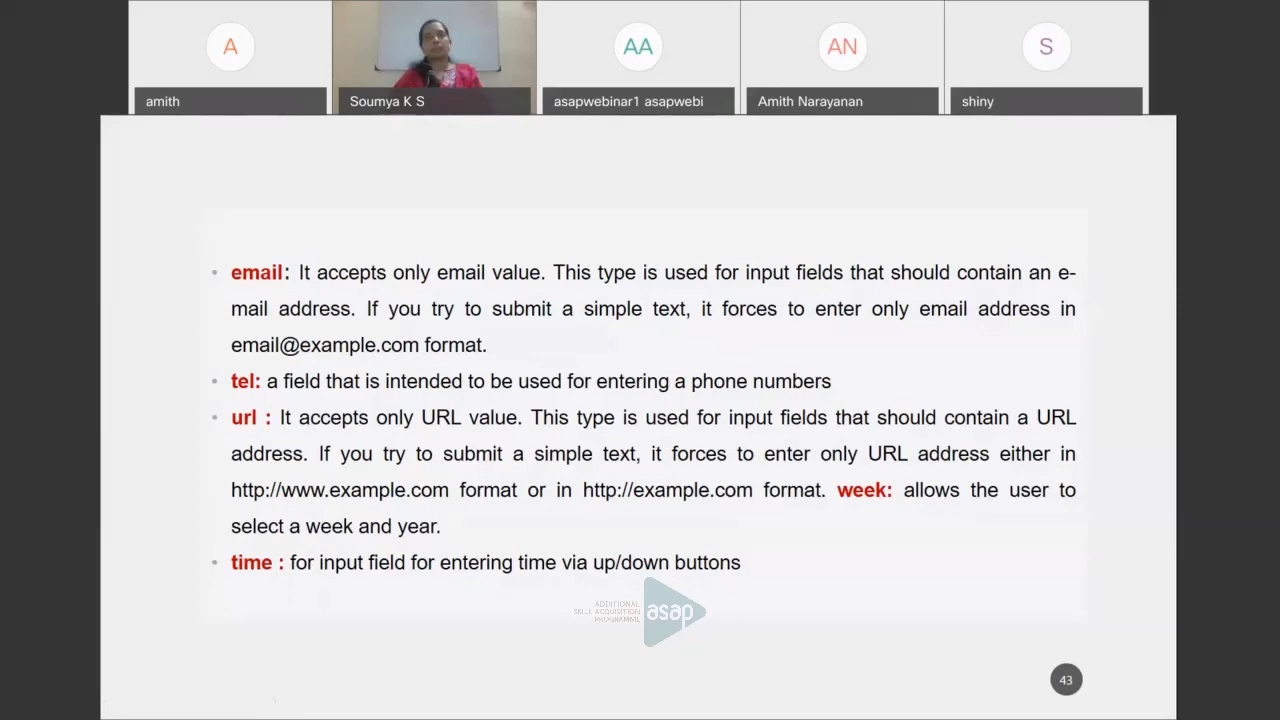 A
AA
AN
S
amith
Soumya K S
asapwebinar1 asapwebi
Amith Narayanan
shiny
• email: It accepts only email value. This type is used for input fields that should contain an e-
mail address. If you try to submit a simple text, it forces to enter only email address in
email@example.com format.
• tel: a field that is intended to be used for entering a phone numbers
• url : It accepts only URL value. This type is used for input fields that should contain a URL
address. If you try to submit a simple text, it forces to enter only URL address either in
http://www.example.com format or in http://example.com format. week: allows the user to
select a week and year.
• time : for input field for entering time via up/down buttons
ADDITIONAL
SKILL ACQUISITION
PROGRAMME
asap
43